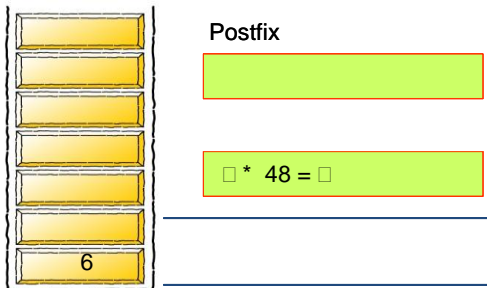 Postfix
□ * 48 = □
6